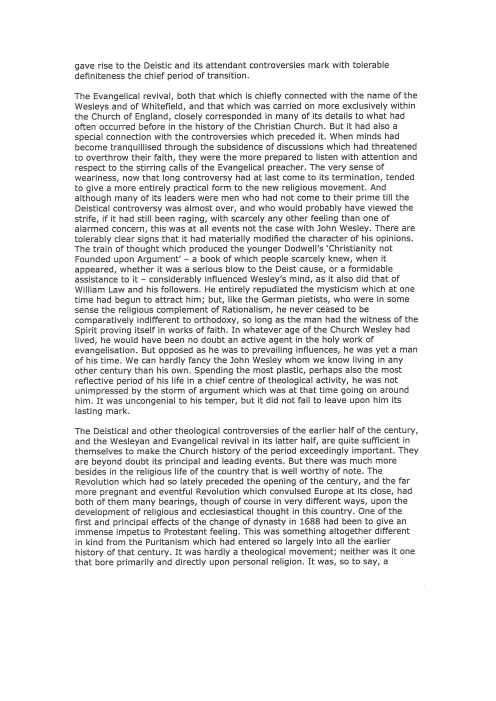 gave rise to the Deistic and its attendant controversies mark with tolerable
definiteness the chief period of transition.
The Evangelical revival, both that which is chiefly connected with the name of the
Wesleys and of Whitefield, and that which was carried on more exclusively within
the Church of England, closely corresponded in many of its details to what had
often occurred before in the history of the Christian Church. But it had also a
special connection with the controversies which preceded it. When minds had
become tranquillised through the subsidence of discussions which had threatened
to overthrow their faith, they were the more prepared to listen with attention and
respect to the stirring calls of the Evangelical preacher. The very sense of
weariness, now that long controversy had at last come to its termination, tended
to give a more entirely practical form to the new religious movement. And
although many of its leaders were men who had not come to their prime till the
Deistical controversy was almost over, and who would probably have viewed the
strife, if it had still been raging, with scarcely any other feeling than one of
alarmed concern, this was at all events not the case with John Wesley. There are
tolerably clear signs that it had materially modified the character of his opinions.
The train of thought which produced the younger Dodwell's 'Christianity not
Founded upon Argument' – a book of which people scarcely knew, when it
appeared, whether it was a serious blow to the Deist cause, or a formidable
assistance to it – considerably influenced Wesley's mind, as it also did that of
William Law and his followers. He entirely repudiated the mysticism which at one
time had begun to attract him; but, like the German pietists, who were in some
sense the religious complement of Rationalism, he never ceased to be
comparatively indifferent to orthodoxy, so long as the man had the witness of the
Spirit proving itself in works of faith. In whatever age of the Church Wesley had
lived, he would have been no doubt an active agent in the holy work of
evangelisation. But opposed as he was to prevailing influences, he was yet a man
of his time. We can hardly fancy the John Wesley whom we know living in any
other century than his own. Spending the most plastic, perhaps also the most
reflective period of his life in a chief centre of theological activity, he was not
unimpressed by the storm of argument which was at that time going on around
him. It was uncongenial to his temper, but it did not fail to leave upon him its
lasting mark.
The Deistical and other theological controversies of the earlier half of the century,
and the Wesleyan and Evangelical revival in its latter half, are quite sufficient in
themselves to make the Church history of the period exceedingly important. They
are beyond doubt its principal and leading events. But there was much more
besides in the religious life of the country that is well worthy of note. The
Revolution which had so lately preceded the opening of the century, and the far
more pregnant and eventful Revolution which convulsed Europe at its close, had
both of them many bearings, though of course in very different ways, upon the
development of religious and ecclesiastical thought in this country. One of the
first and principal effects of the change of dynasty in 1688 had been to give an
immense impetus to Protestant feeling. This was something altogether different
in kind from the Puritanism which had entered so largely into all the earlier
history of that century. It was hardly a theological movement; neither was it one
that bore primarily and directly upon personal religion. It was, so to say, a